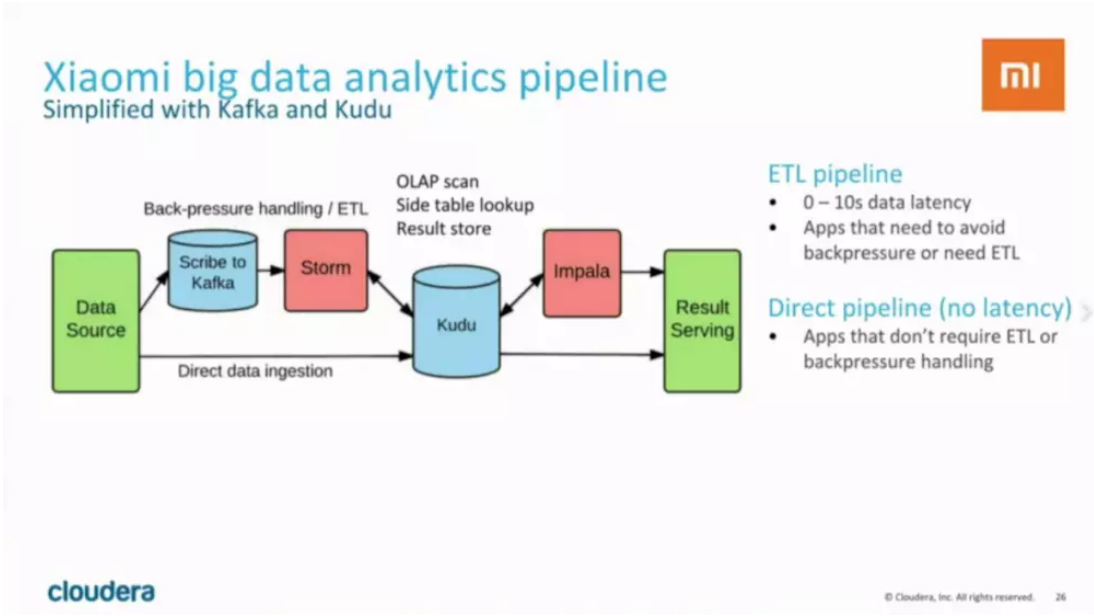 Xiaomi big data analytics pipeline
Simplified with Kafka and Kudu
mi
Back-pressure handling / ETL
OLAP scan
Side table lookup
Result store
Data
Source
Scribe to
Kafka
Storm
Kudu
Impala
Result
Serving
Direct data ingestion
ETL pipeline
• 0 – 10s data latency
• Apps that need to avoid
backpressure or need ETL
Direct pipeline (no latency)
• Apps that don’t require ETL or
backpressure handling
cloudera
© Cloudera, Inc. All rights reserved.
26